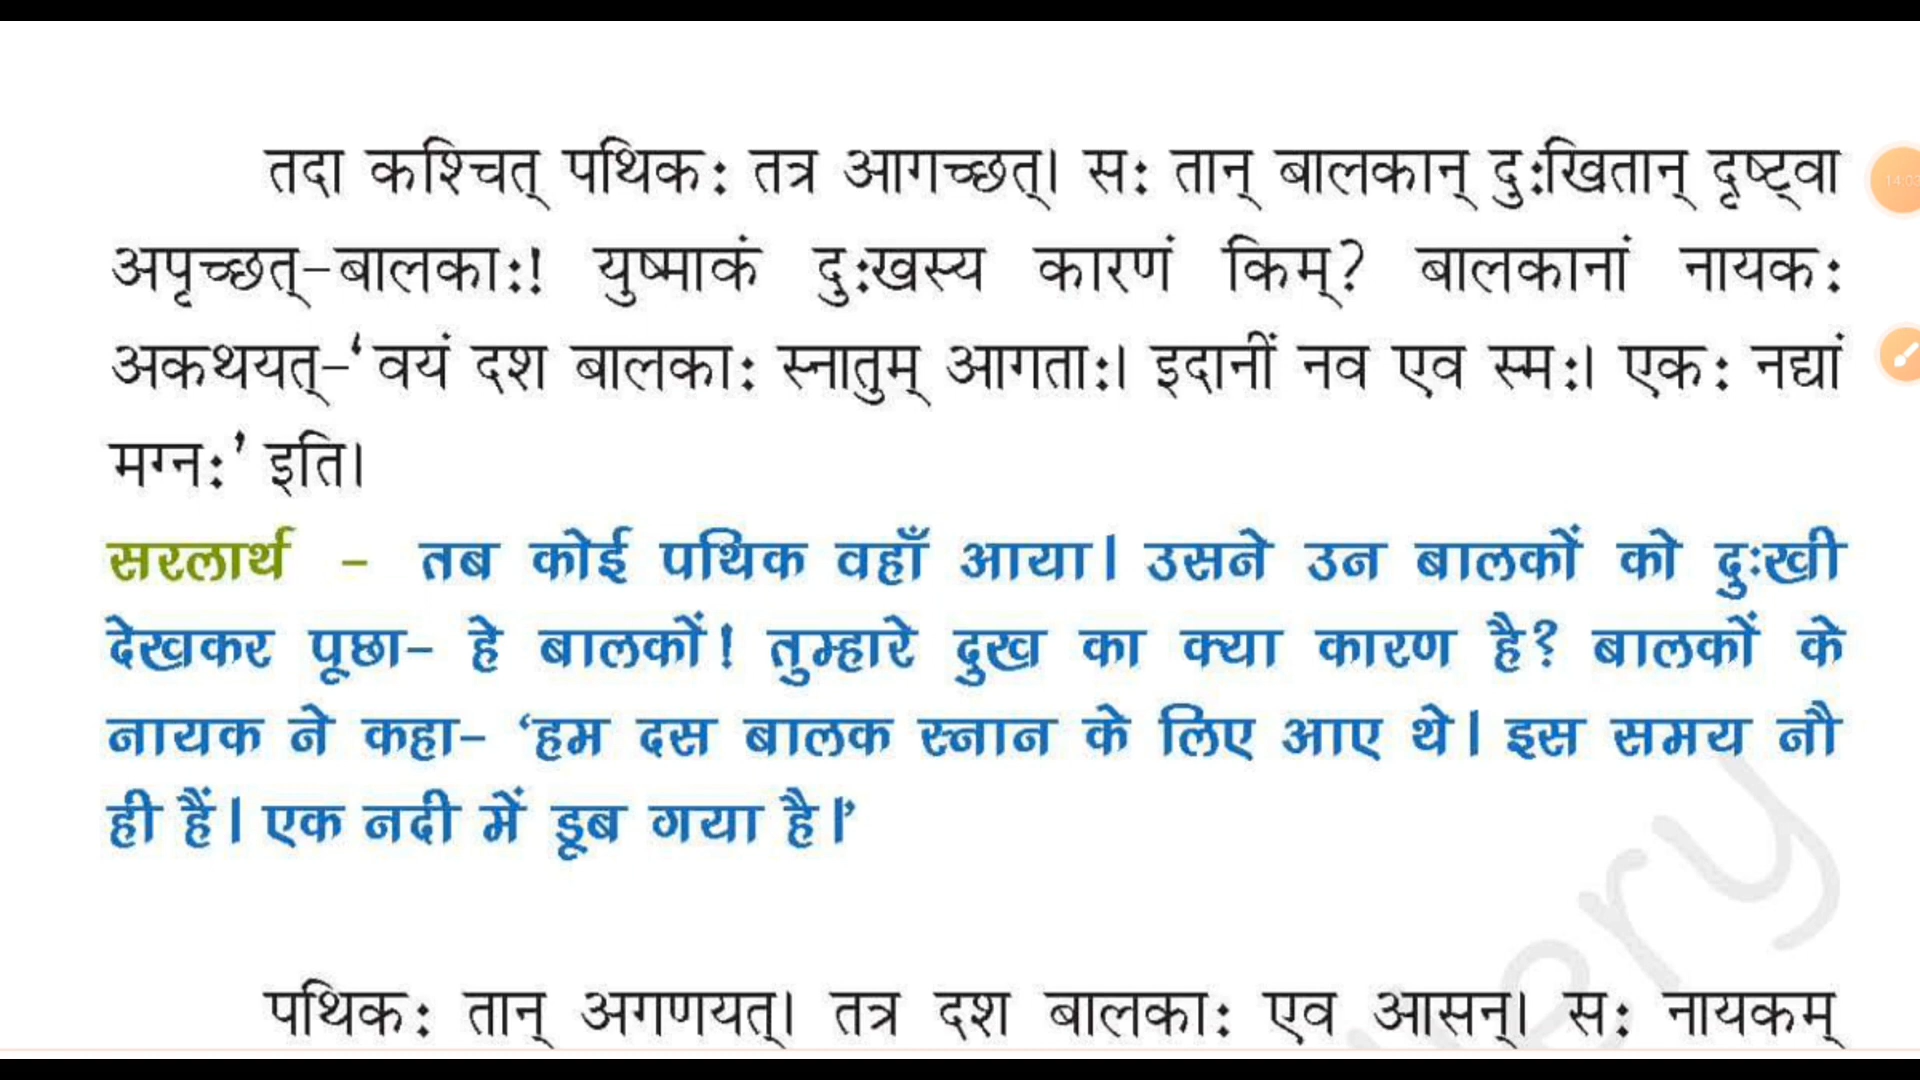 तदा कश्चित् पथिकः तत्र आगच्छत्। सः तान् बालकान् दुःखितान् दृष्ट्वा
अपृच्छत्–बालकाः! युष्माकं दुःखस्य कारणं किम्? बालकानां नायकः
अकथयत्–‘वयं दश बालकाः स्नातुम् आगताः। इदानीं नव एव स्मः। एकः नद्यां
मग्नः’ इति।
सरलार्थ - तब कोई पथिक वहाँ आया। उसने उन बालकों को दुःखी
देखकर पूछा– हे बालकों! तुम्हारे दुख का क्या कारण है? बालकों के
नायक ने कहा– ‘हम दस बालक स्नान के लिए आए थे। इस समय नौ
ही हैं। एक नदी में डूब गया है।’
पथिकः तान् अगणयत्। तत्र दश बालकाः एव आसन्। सः नायकम्
14:03